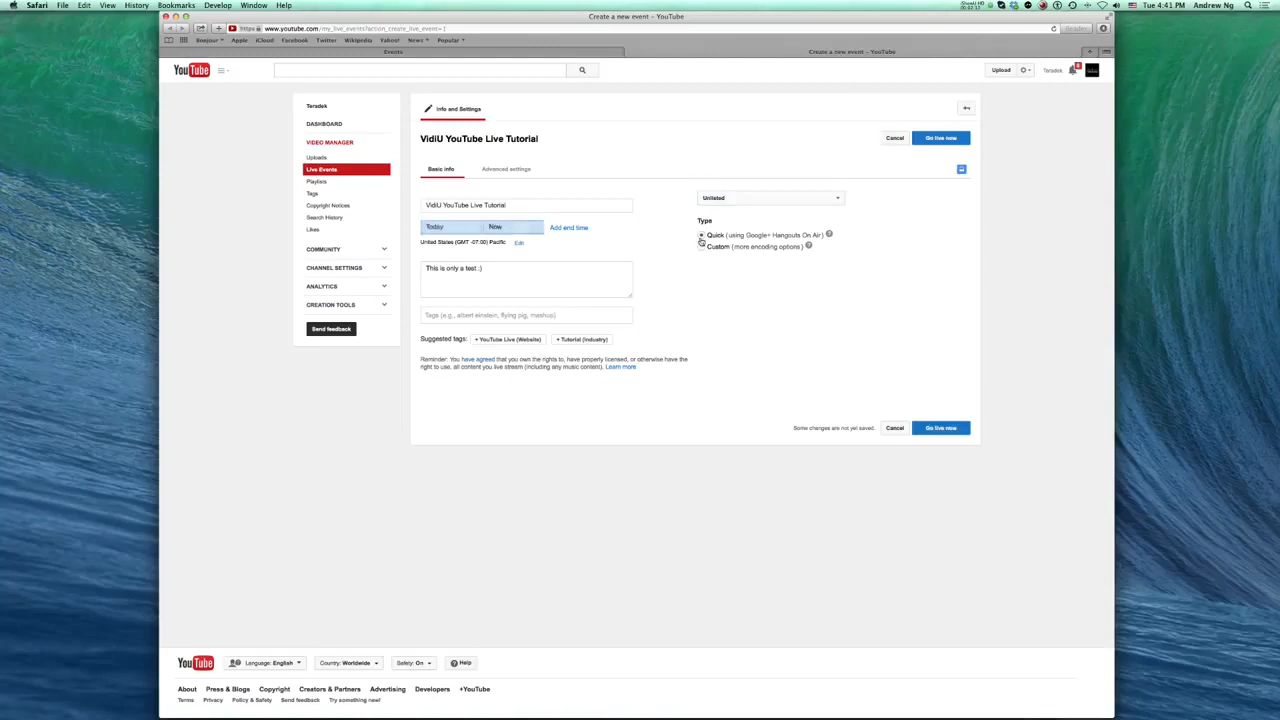 Safari File Edit View History Bookmarks Develop Window Help
Tue 4:41 PM Andrew Ng
Create a new event – YouTube
https www.youtube.com/my_live_events?action_create_live_event=1
Reader
Bonjour Apple iCloud Facebook Twitter Wikipedia Yahoo! News Popular
Events
Create a new event – YouTube
YouTube
Upload
Teradek
Teradek
DASHBOARD
VIDEO MANAGER
Uploads
Live Events
Playlists
Tags
Copyright Notices
Search History
Likes
COMMUNITY
CHANNEL SETTINGS
ANALYTICS
CREATION TOOLS
Send feedback
Info and Settings
VidiU YouTube Live Tutorial
Cancel Go live now
Basic info Advanced settings
VidiU YouTube Live Tutorial
Today Now Add end time
United States (GMT -07:00) Pacific Edit
This is only a test :)
Tags (e.g., albert einstein, flying pig, mashup)
Suggested tags: + YouTube Live (Website) + Tutorial (Industry)
Reminder: You have agreed that you own the rights to, have properly licensed, or otherwise have the
right to use, all content you live stream (including any music content). Learn more
Unlisted
Type
Quick (using Google+ Hangouts On Air) ?
Custom (more encoding options) ?
Some changes are not yet saved. Cancel Go live now
YouTube Language: English Country: Worldwide Safety: On Help
About Press & Blogs Copyright Creators & Partners Advertising Developers +YouTube
Terms Privacy Policy & Safety Send feedback Try something new!